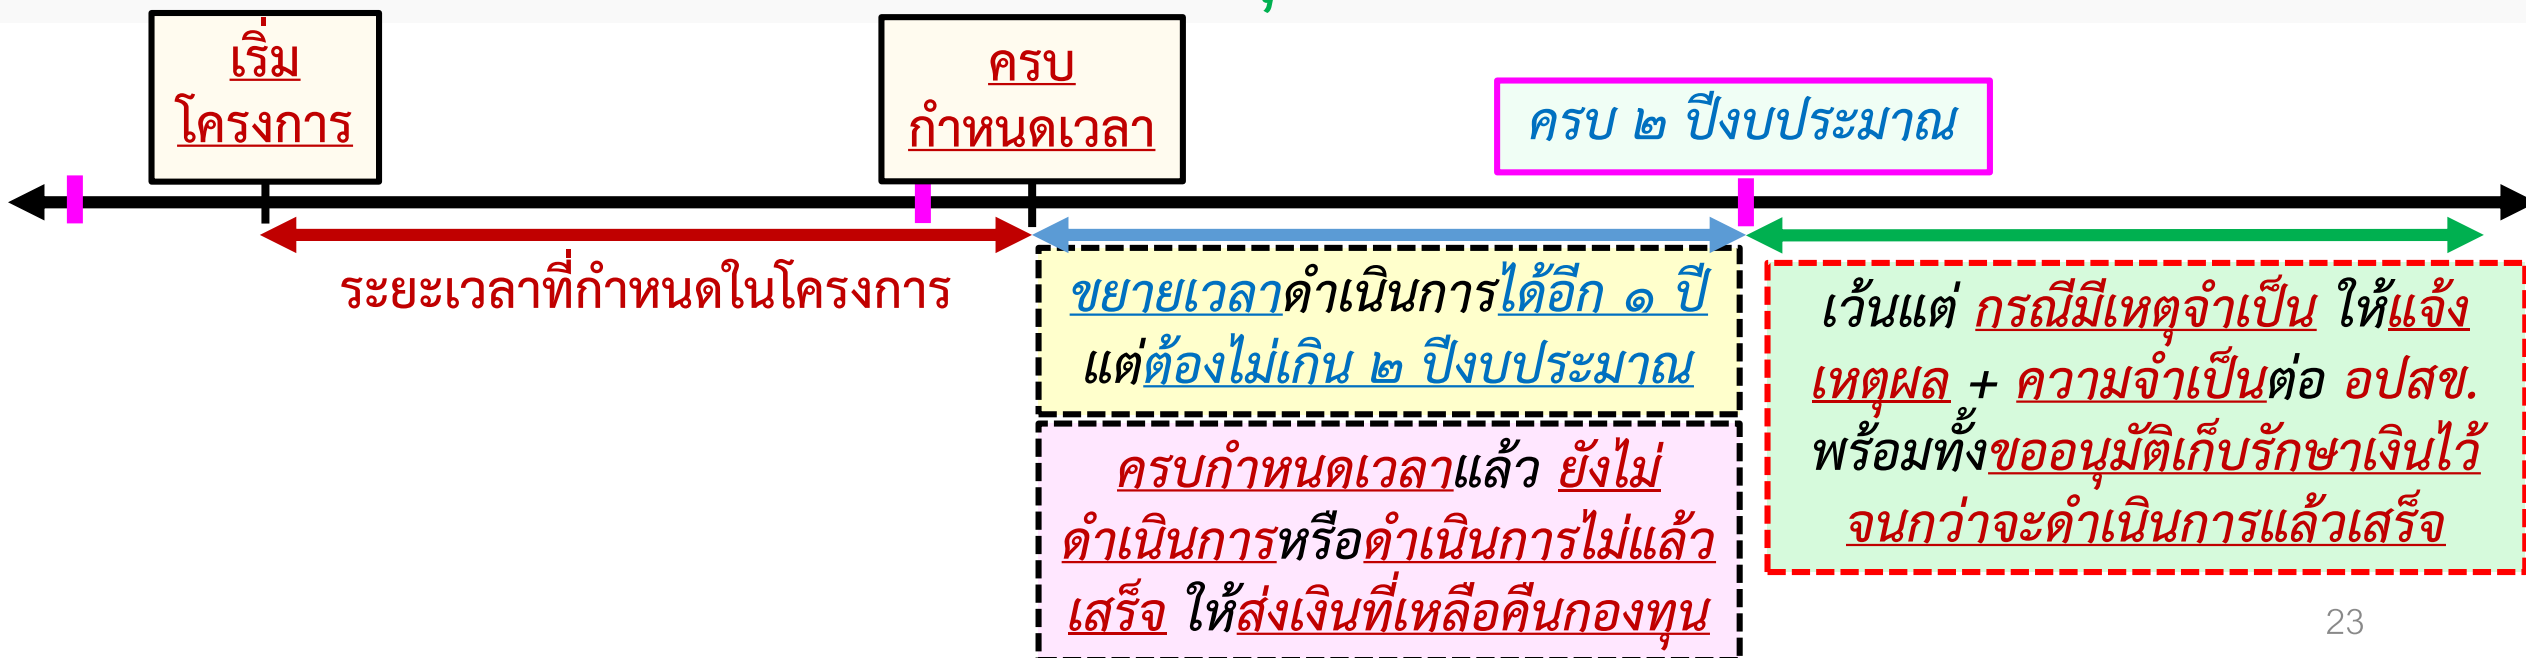 เริ่ม
โครงการ
ครบ
กำหนดเวลา
ครบ ๒ ปีงบประมาณ
ระยะเวลาที่กำหนดในโครงการ
ขยายเวลาดำเนินการได้อีก ๑ ปี
แต่ต้องไม่เกิน ๒ ปีงบประมาณ
ครบกำหนดเวลาแล้ว ยังไม่
ดำเนินการหรือดำเนินการไม่แล้ว
เสร็จ ให้ส่งเงินที่เหลือคืนกองทุน
เว้นแต่ กรณีมีเหตุจำเป็น ให้แจ้ง
เหตุผล + ความจำเป็นต่อ อปสข.
พร้อมทั้งขออนุมัติเก็บรักษาเงินไว้
จนกว่าจะดำเนินการแล้วเสร็จ
23